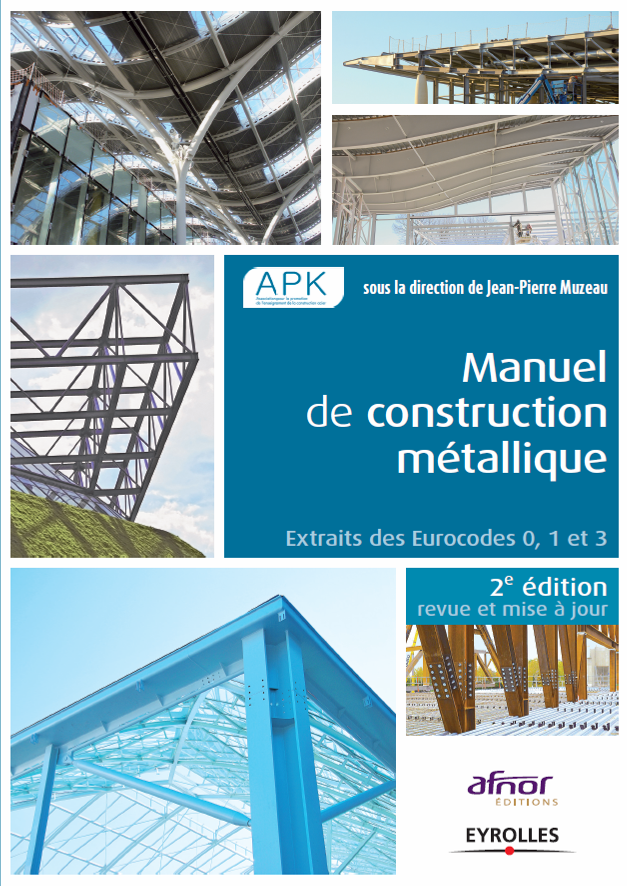 APK
Association pour la promotion
de l'enseignement de la construction acier
sous la direction de Jean-Pierre Muzeau
Manuel
de construction
métallique
Extraits des Eurocodes 0, 1 et 3
2e édition
revue et mise à jour
afnor
ÉDITIONS
EYROLLES